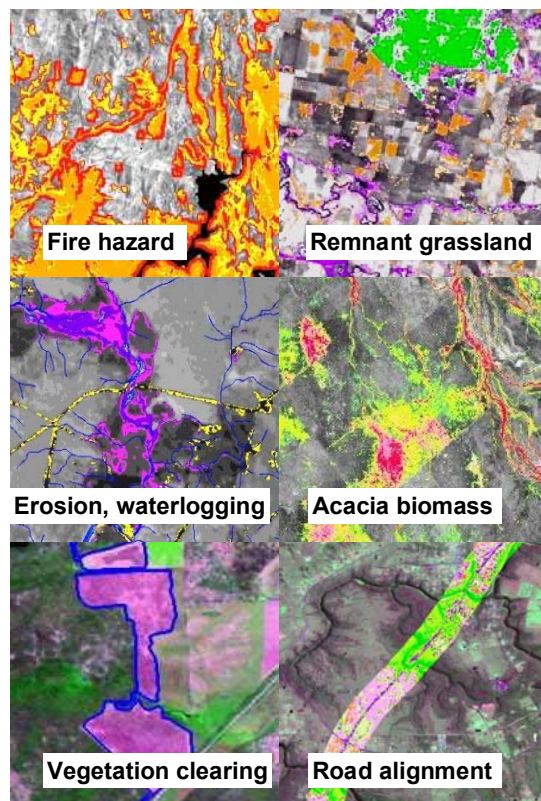 Fire hazard
Remnant grassland
Erosion, waterlogging
Acacia biomass
Vegetation clearing
Road alignment